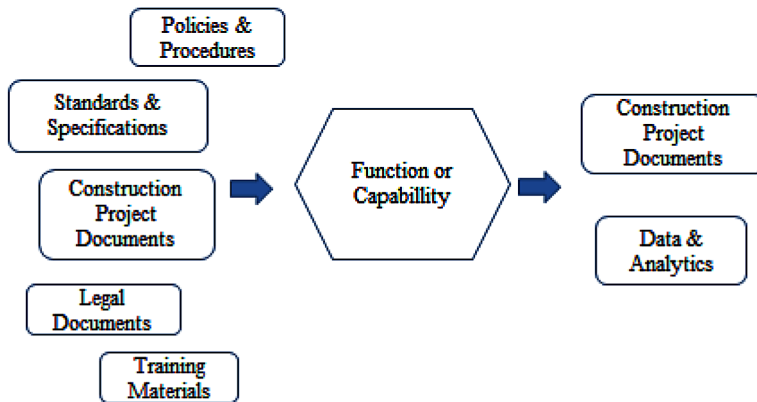 Policies &
Procedures
Standards &
Specifications
Construction
Project
Documents
Legal
Documents
Training
Materials
Function or
Capabillity
Construction
Project
Documents
Data &
Analytics